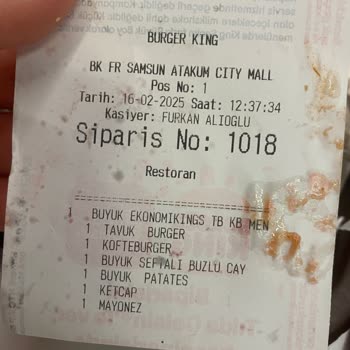 BURGER KING
BK FR SAMSUN ATAKUM CITY MALL
Pos No: 1
Tarih: 16-02-2025 Saat: 12:37:34
Kasiyer: FURKAN ALIOGLU
Siparis No: 1018
Restoran
1 BUYUK EKONOMIKINGS TB KB MEN
1 TAVUK BURGER
1 KOFTEBURGER
1 BUYUK SEFTALI BUZLU CAY
1 BUYUK PATATES
1 KETCAP
1 MAYONEZ